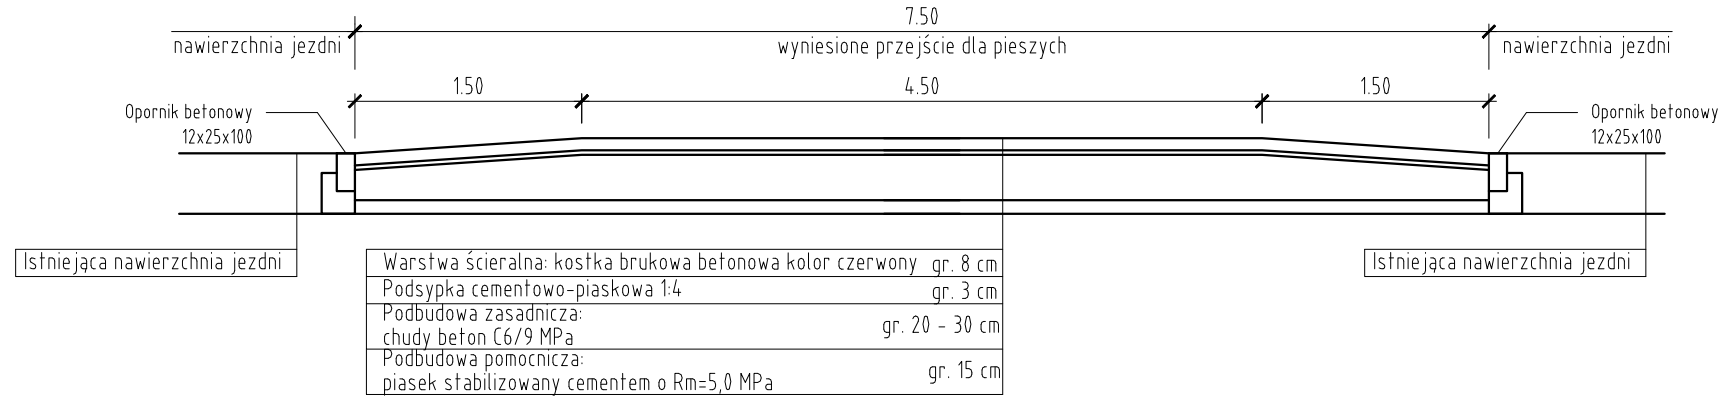 7.50
nawierzchnia jezdni
wyniesione przejście dla pieszych
nawierzchnia jezdni
1.50
4.50
1.50
Opornik betonowy
12x25x100
Opornik betonowy
12x25x100
Istniejąca nawierzchnia jezdni
Istniejąca nawierzchnia jezdni
Warstwa ścieralna: kostka brukowa betonowa kolor czerwony gr. 8 cm
Podsypka cementowo-piaskowa 1:4 gr. 3 cm
Podbudowa zasadnicza:
chudy beton C6/9 MPa gr. 20 - 30 cm
Podbudowa pomocnicza:
piasek stabilizowany cementem o Rm=5,0 MPa gr. 15 cm